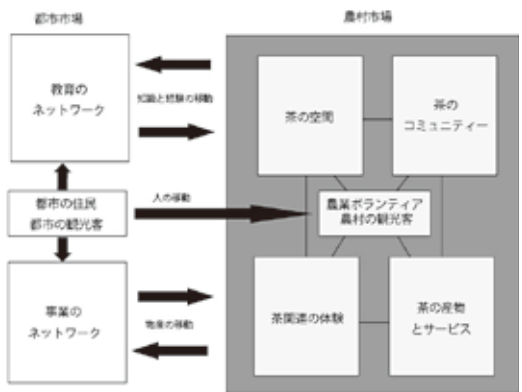 都市市場
農村市場
教育の
ネットワーク
知識と経験の移動
茶の空間
茶の
コミュニティー
都市の住民
都市の観光客
人の移動
農業ボランティア
農村の観光客
事業の
ネットワーク
物産の移動
茶関連の体験
茶の産物
とサービス